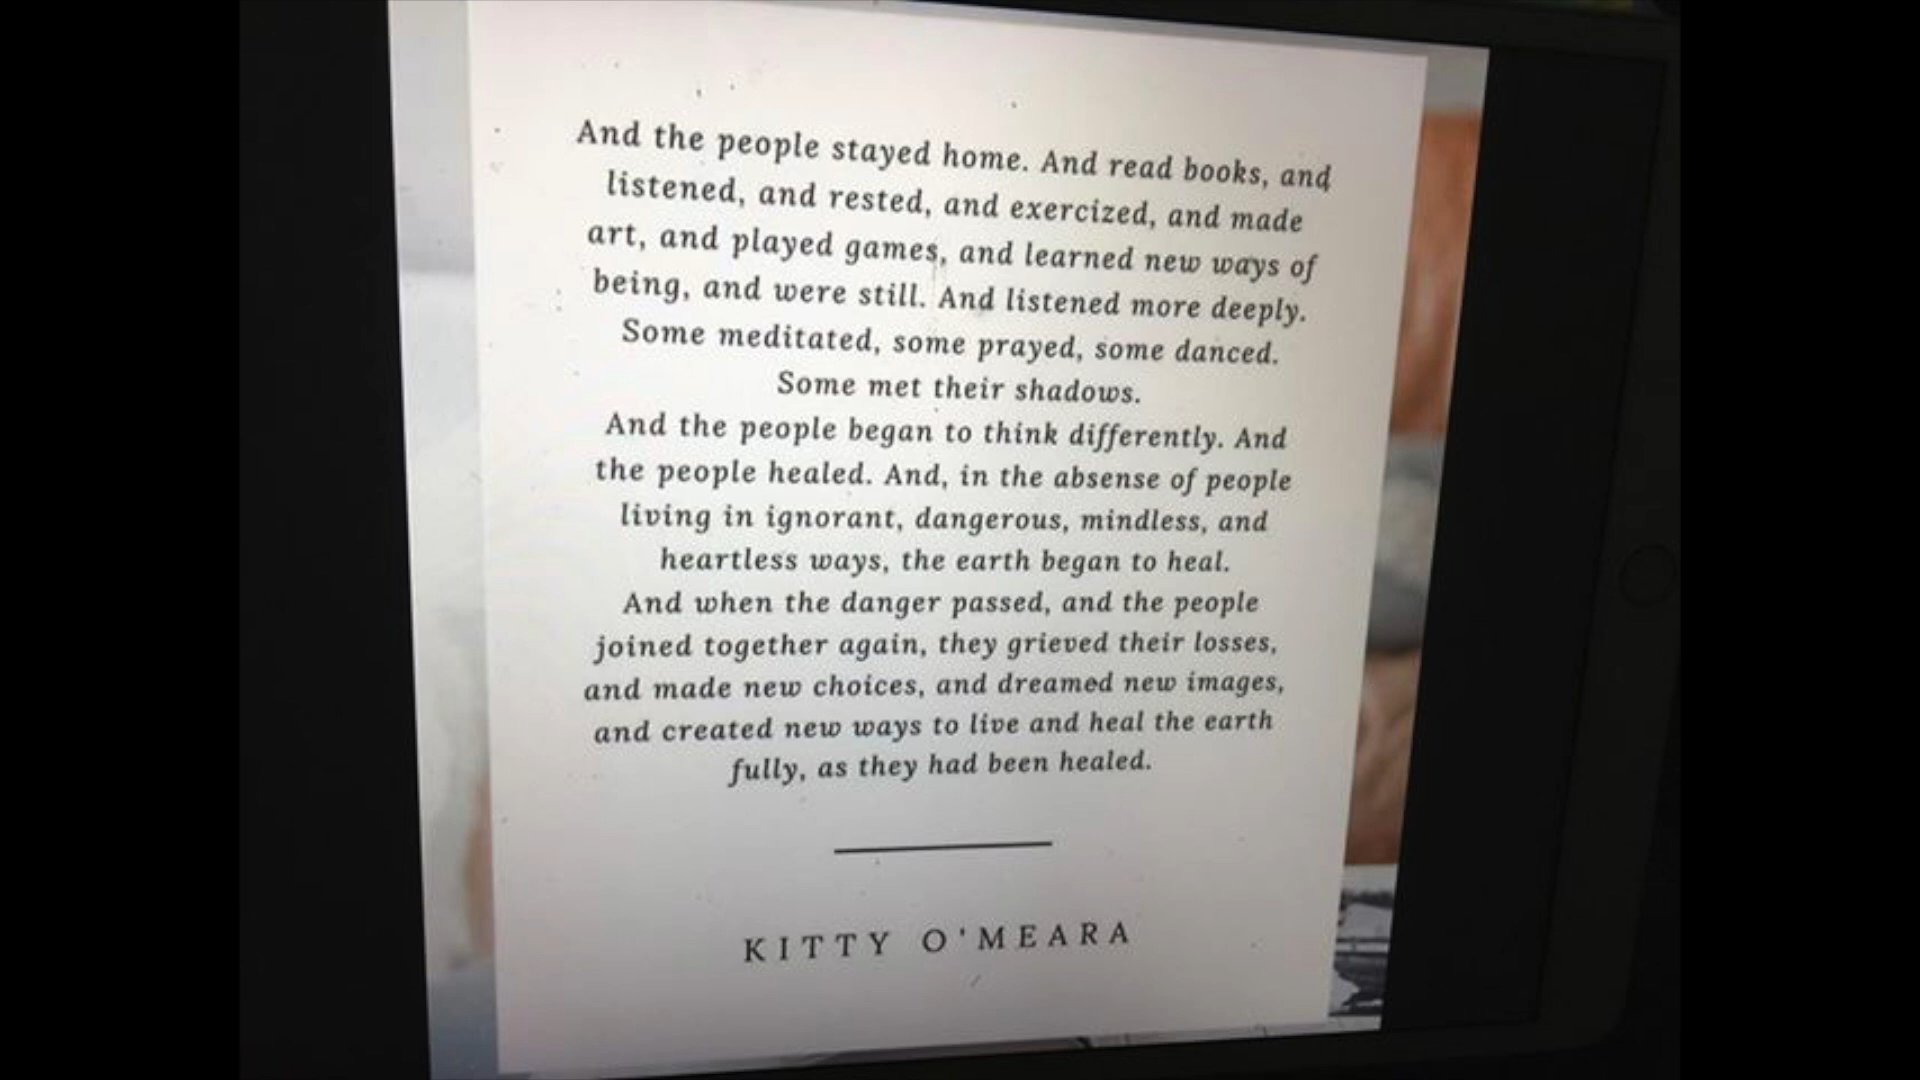 And the people stayed home. And read books, and
listened, and rested, and exercized, and made
art, and played games, and learned new ways of
being, and were still. And listened more deeply.
Some meditated, some prayed, some danced.
Some met their shadows.
And the people began to think differently. And
the people healed. And, in the absense of people
living in ignorant, dangerous, mindless, and
heartless ways, the earth began to heal.
And when the danger passed, and the people
joined together again, they grieved their losses,
and made new choices, and dreamed new images,
and created new ways to live and heal the earth
fully, as they had been healed.
KITTY O'MEARA